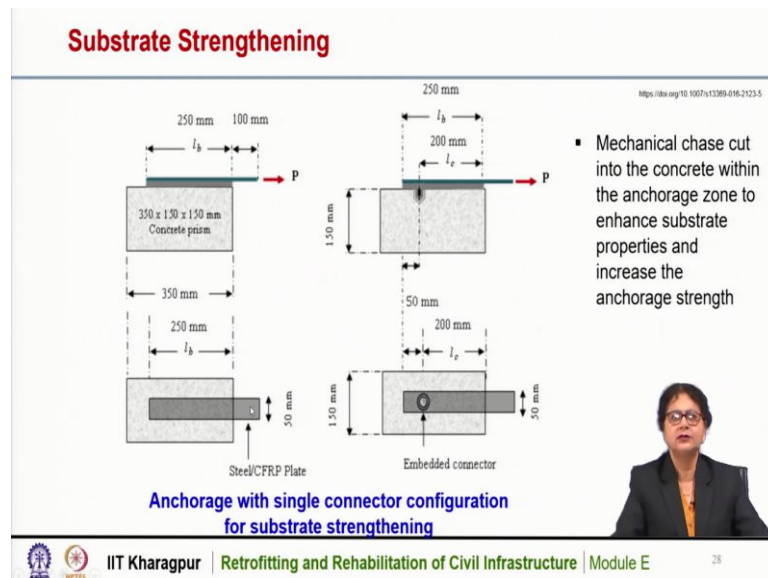 Substrate Strengthening
https://doi.org/10.1007/s13369-016-2123-5
250 mm 100 mm
l_b
P
350 x 150 x 150 mm
Concrete prism
350 mm
250 mm
l_b
50 mm
Steel/CFRP Plate
250 mm
l_b
200 mm
l_e
P
150 mm
50 mm
200 mm
l_e
150 mm
50 mm
Embedded connector
▪ Mechanical chase cut
into the concrete within
the anchorage zone to
enhance substrate
properties and
increase the
anchorage strength
Anchorage with single connector configuration
for substrate strengthening
NPTEL
IIT Kharagpur | Retrofitting and Rehabilitation of Civil Infrastructure | Module E
28